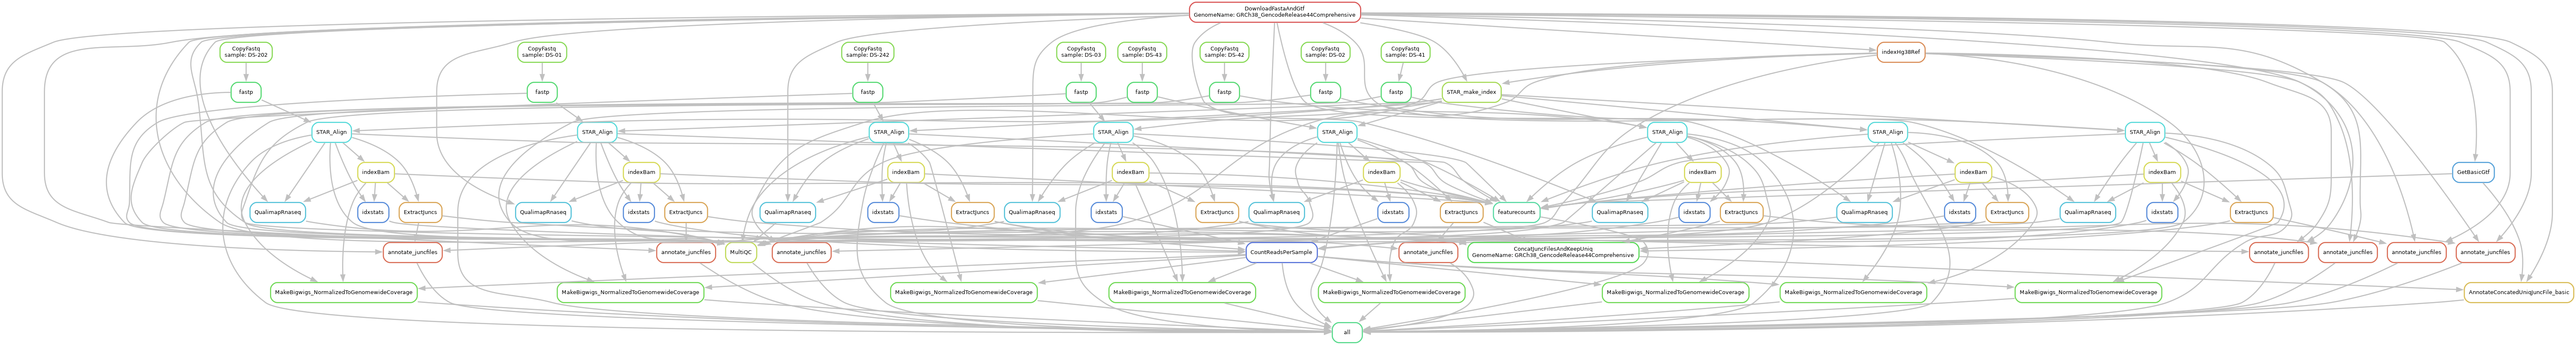 DownloadFastaAndGtf
GenomeName: GRCh38_GencodeRelease44Comprehensive
CopyFastq
sample: DS-202
CopyFastq
sample: DS-01
CopyFastq
sample: DS-242
CopyFastq
sample: DS-03
CopyFastq
sample: DS-43
CopyFastq
sample: DS-42
CopyFastq
sample: DS-02
CopyFastq
sample: DS-41
indexHg38Ref
fastp
fastp
fastp
fastp
fastp
fastp
fastp
fastp
STAR_make_index
STAR_Align
STAR_Align
STAR_Align
STAR_Align
STAR_Align
STAR_Align
STAR_Align
STAR_Align
indexBam
indexBam
indexBam
indexBam
indexBam
indexBam
indexBam
indexBam
GetBasicGtf
QualimapRnaseq
idxstats
ExtractJuncs
QualimapRnaseq
idxstats
ExtractJuncs
QualimapRnaseq
idxstats
ExtractJuncs
QualimapRnaseq
idxstats
ExtractJuncs
QualimapRnaseq
idxstats
ExtractJuncs
featurecounts
QualimapRnaseq
idxstats
ExtractJuncs
QualimapRnaseq
idxstats
ExtractJuncs
QualimapRnaseq
idxstats
ExtractJuncs
annotate_juncfiles
annotate_juncfiles
MultiQC
annotate_juncfiles
CountReadsPerSample
annotate_juncfiles
ConcatJuncFilesAndKeepUniq
GenomeName: GRCh38_GencodeRelease44Comprehensive
annotate_juncfiles
annotate_juncfiles
annotate_juncfiles
annotate_juncfiles
MakeBigwigs_NormalizedToGenomewideCoverage
MakeBigwigs_NormalizedToGenomewideCoverage
MakeBigwigs_NormalizedToGenomewideCoverage
MakeBigwigs_NormalizedToGenomewideCoverage
MakeBigwigs_NormalizedToGenomewideCoverage
MakeBigwigs_NormalizedToGenomewideCoverage
MakeBigwigs_NormalizedToGenomewideCoverage
MakeBigwigs_NormalizedToGenomewideCoverage
AnnotateConcatedUniqJuncFile_basic
all